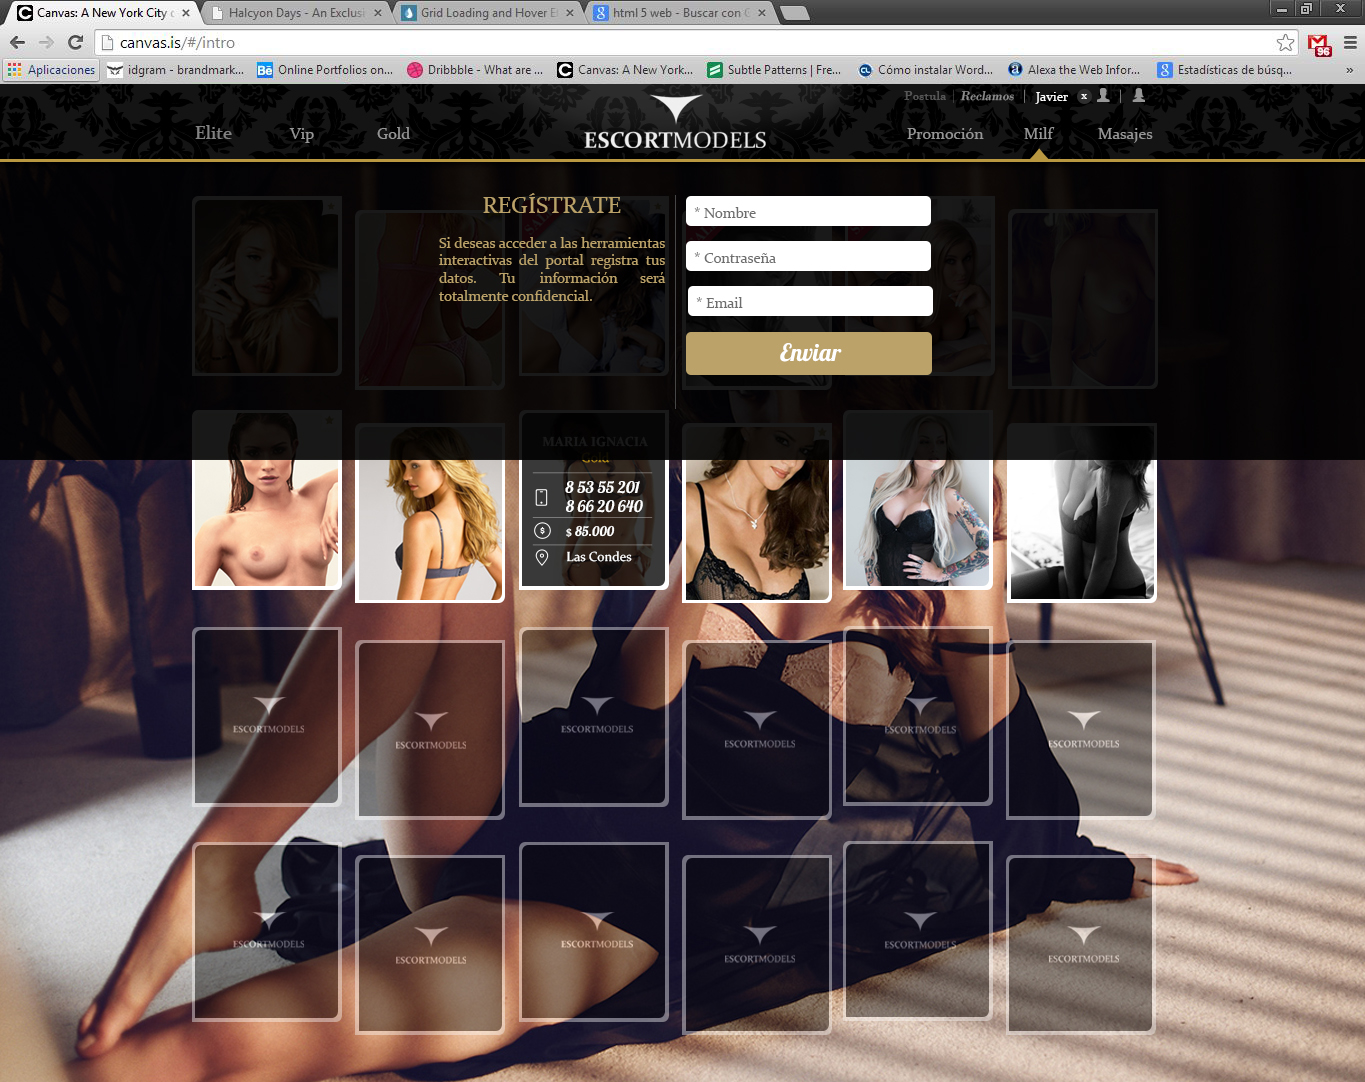 Canvas: A New York City
Halcyon Days - An Exclusi
Grid Loading and Hover E
html 5 web - Buscar con G
canvas.is/#/intro
96
Aplicaciones
idgram - brandmark...
Online Portfolios on...
Dribbble - What are ...
Canvas: A New York...
Subtle Patterns | Fre...
Cómo instalar Word...
Alexa the Web Infor...
Estadísticas de búsq...
»
Postula | Reclamos | Javier x
Elite
Vip
Gold
ESCORTMODELS
Promoción
Milf
Masajes
REGÍSTRATE
Si deseas acceder a las herramientas
interactivas del portal registra tus
datos. Tu información será
totalmente confidencial.
* Nombre
* Contraseña
* Email
Enviar
MARIA IGNACIA
Gold
8 53 55 201
8 66 20 640
$ 85.000
Las Condes
ESCORTMODELS
ESCORTMODELS
ESCORTMODELS
ESCORTMODELS
ESCORTMODELS
ESCORTMODELS
ESCORTMODELS
ESCORTMODELS
ESCORTMODELS
ESCORTMODELS
ESCORTMODELS
ESCORTMODELS